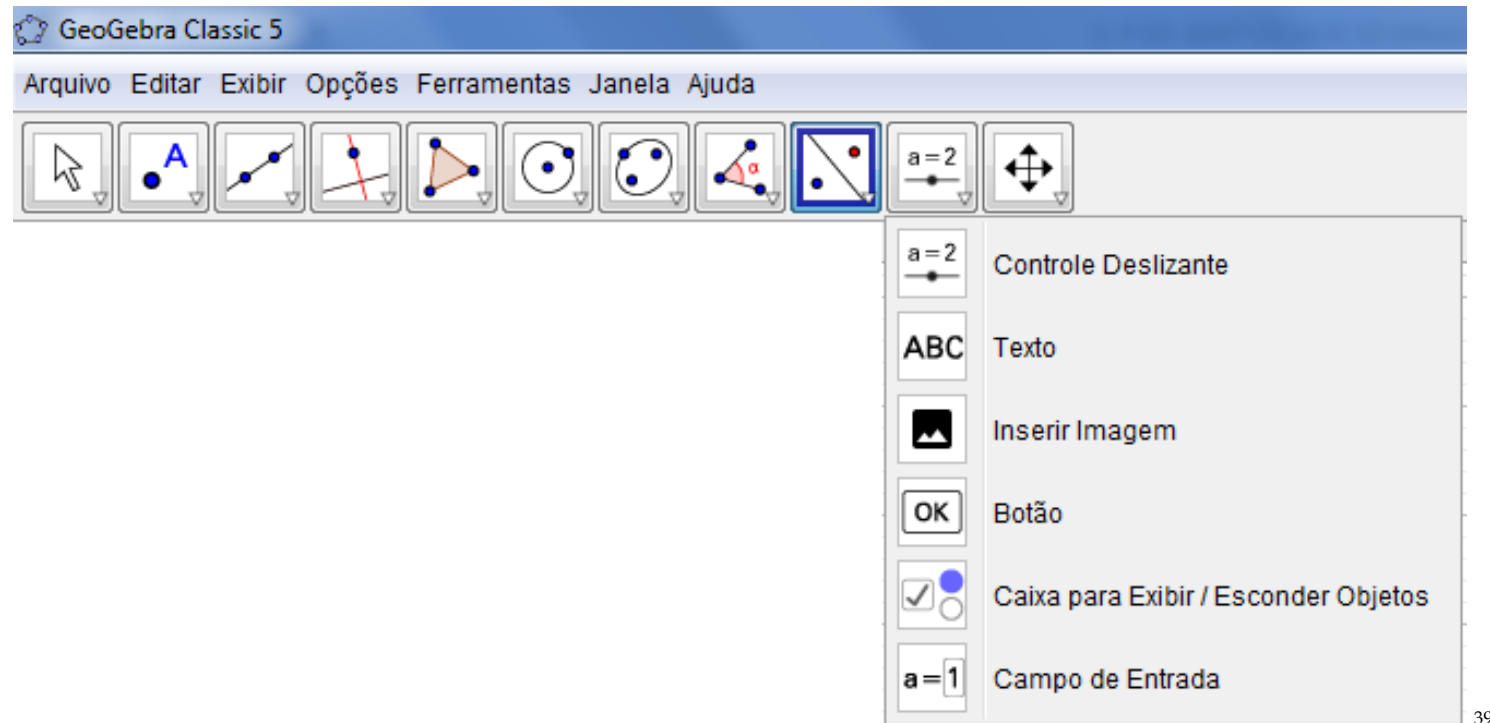 GeoGebra Classic 5
Arquivo Editar Exibir Opções Ferramentas Janela Ajuda
A α a=2
a=2 Controle Deslizante
ABC Texto
Inserir Imagem
OK Botão
Caixa para Exibir / Esconder Objetos
a=1 Campo de Entrada
39